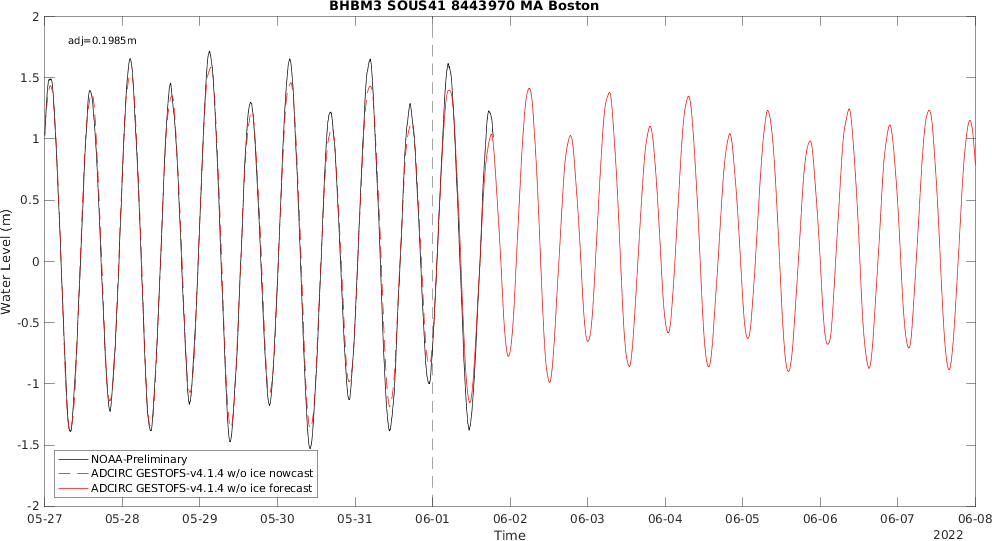 BHBM3 SOUS41 8443970 MA Boston
adj=0.1985m
2
1.5
1
0.5
0
-0.5
-1
-1.5
-2
Water Level (m)
NOAA-Preliminary
ADCIRC GESTOFS-v4.1.4 w/o ice nowcast
ADCIRC GESTOFS-v4.1.4 w/o ice forecast
05-27 05-28 05-29 05-30 05-31 06-01 06-02 06-03 06-04 06-05 06-06 06-07 06-08
Time
2022